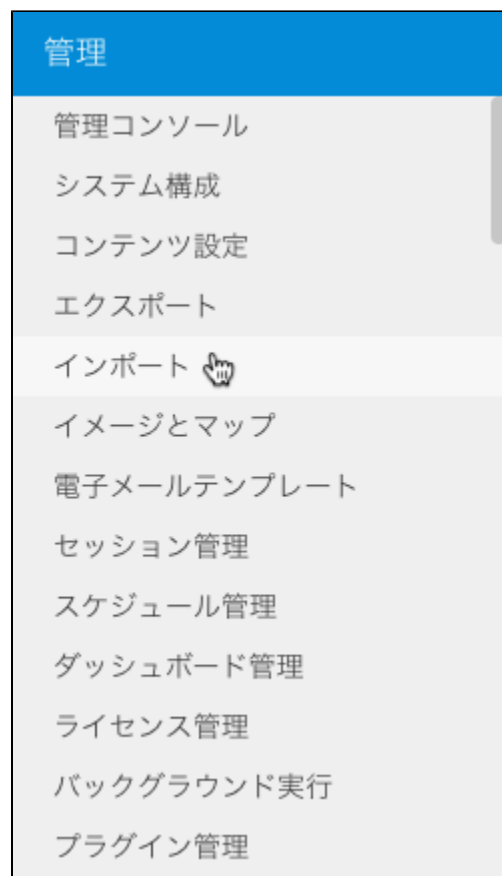 管理
管理コンソール
システム構成
コンテンツ設定
エクスポート
インポート
イメージとマップ
電子メールテンプレート
セッション管理
スケジュール管理
ダッシュボード管理
ライセンス管理
バックグラウンド実行
プラグイン管理